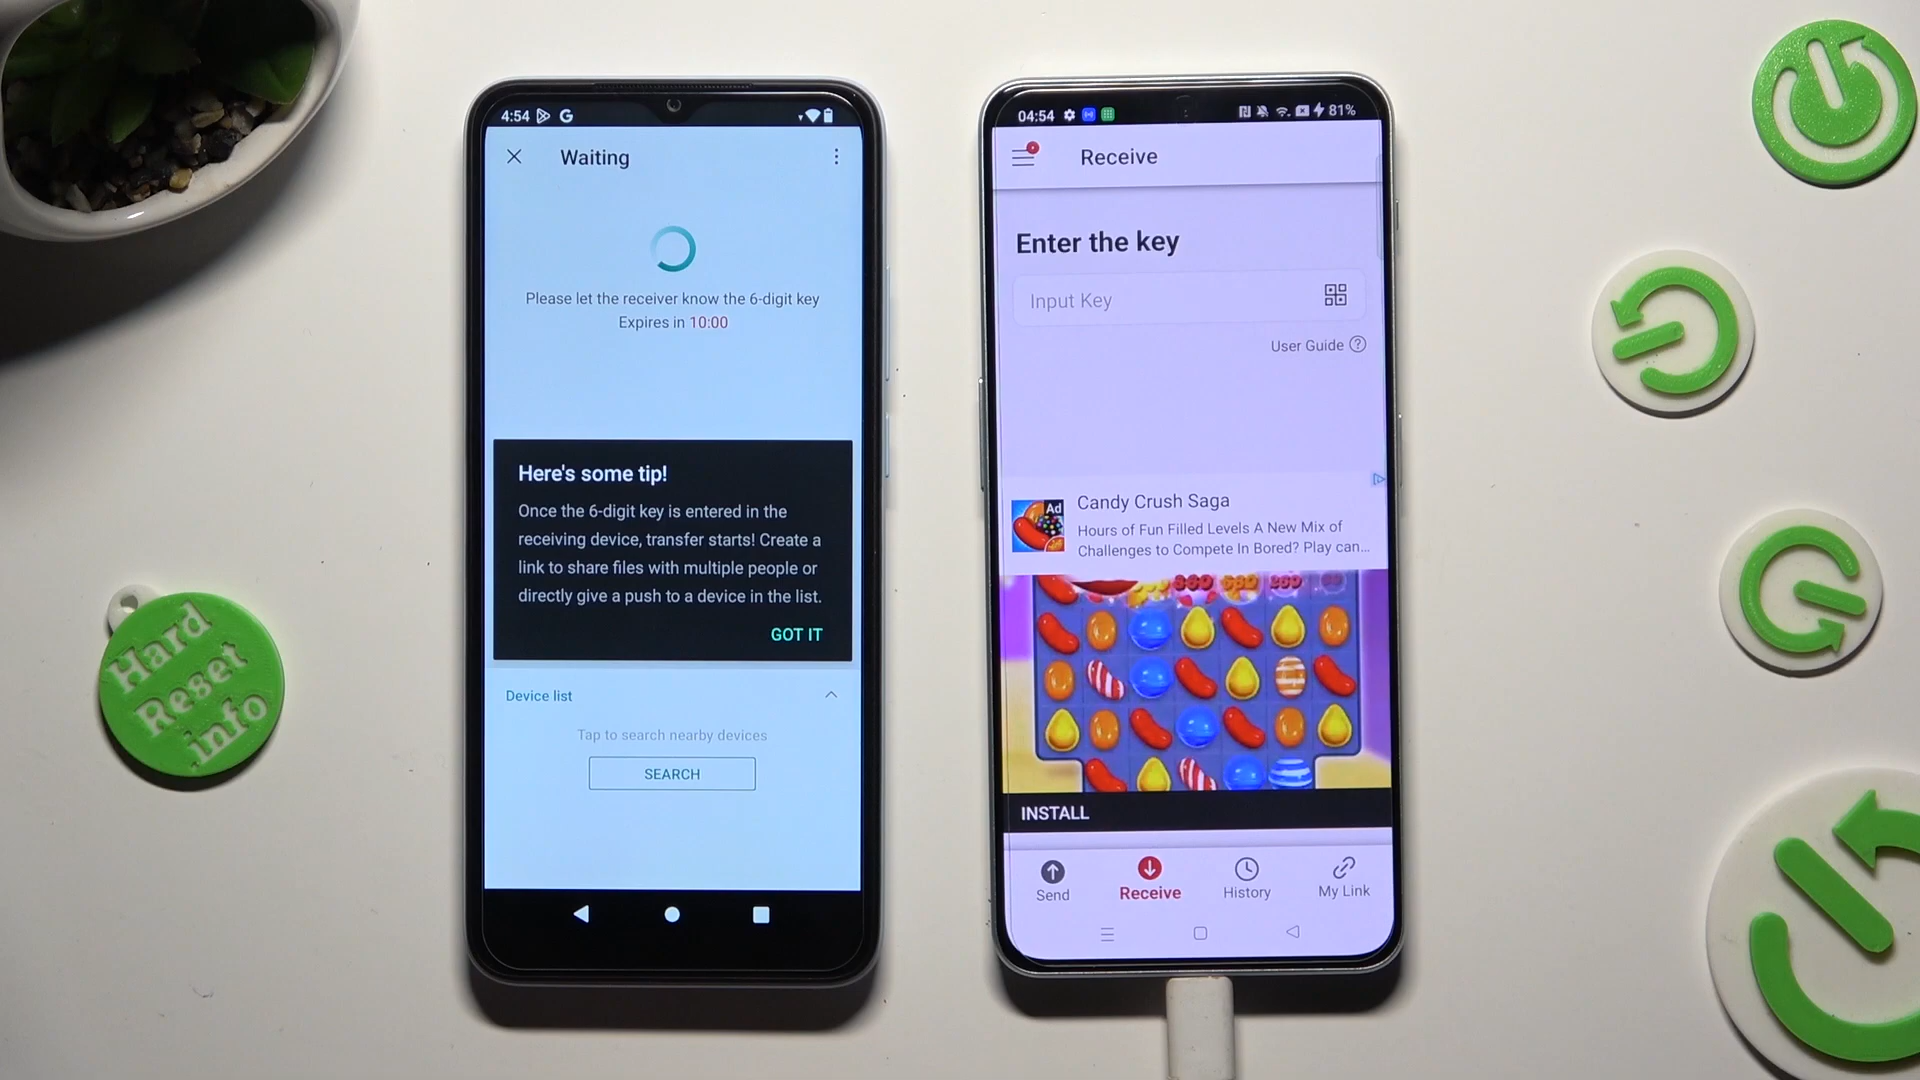 4:54
Waiting
Please let the receiver know the 6-digit key
Expires in 10:00
Here's some tip!
Once the 6-digit key is entered in the
receiving device, transfer starts! Create a
link to share files with multiple people or
directly give a push to a device in the list.
GOT IT
Device list
Tap to search nearby devices
SEARCH
04:54
81%
Receive
Enter the key
Input Key
User Guide
Ad
Candy Crush Saga
Hours of Fun Filled Levels A New Mix of
Challenges to Compete In Bored? Play can...
INSTALL
Send
Receive
History
My Link
Hard
Reset
.info